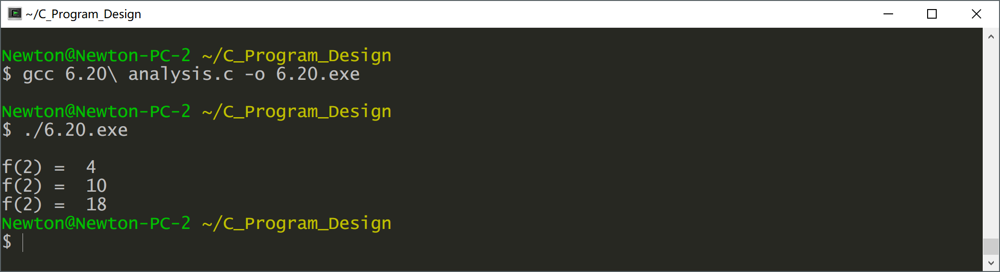 ~/C_Program_Design
Newton@Newton-PC-2 ~/C_Program_Design
$ gcc 6.20\ analysis.c -o 6.20.exe
Newton@Newton-PC-2 ~/C_Program_Design
$ ./6.20.exe
f(2) =  4
f(2) =  10
f(2) =  18
Newton@Newton-PC-2 ~/C_Program_Design
$